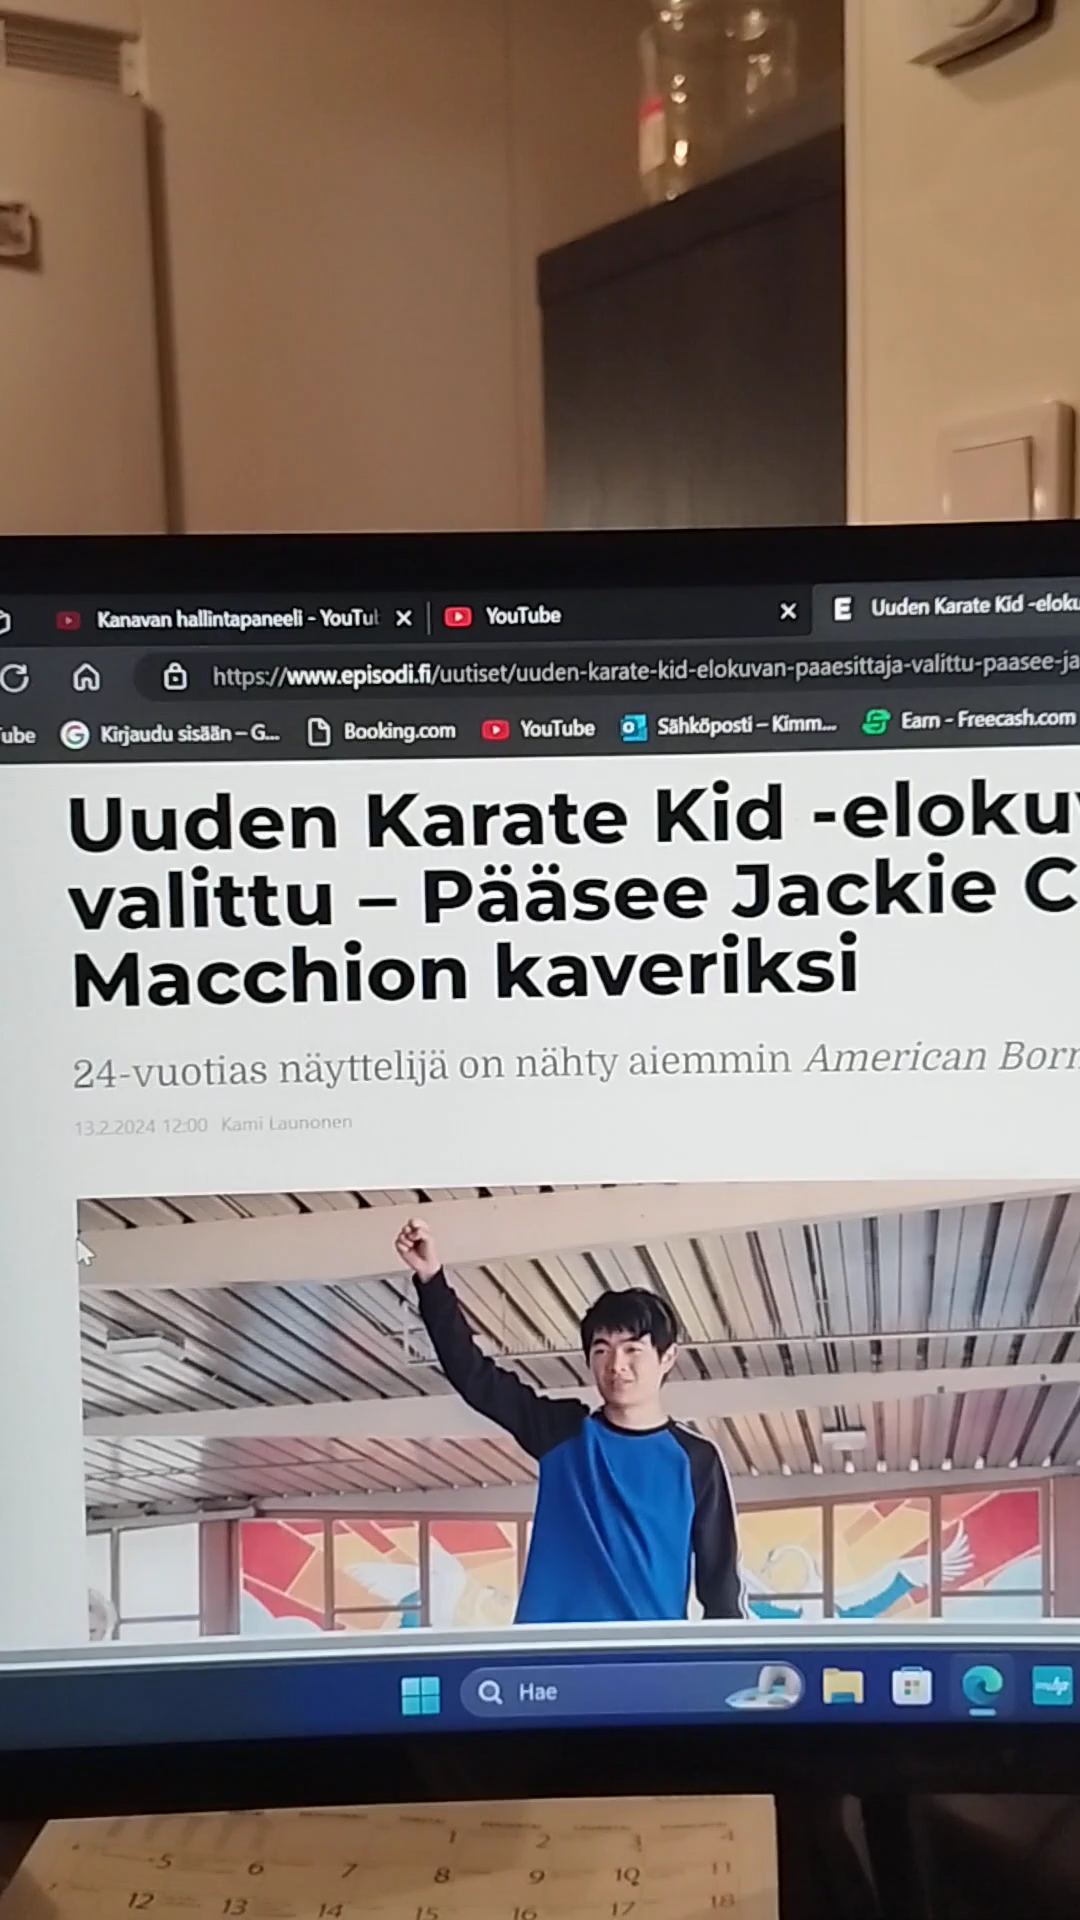 Kanavan hallintapaneeli - YouTul
YouTube
Uuden Karate Kid -eloku
https://www.episodi.fi/uutiset/uuden-karate-kid-elokuvan-paaesittaja-valittu-paasee-ja
ube
Kirjaudu sisään – G...
Booking.com
YouTube
Sähköposti – Kimm...
Earn - Freecash.com
Uuden Karate Kid -eloku
valittu – Pääsee Jackie C
Macchion kaveriksi
24-vuotias näyttelijä on nähty aiemmin American Born
13.2.2024 12:00 Kami Launonen
Hae
1 2 3 4
5 6 7 8 9 10 11
12 13 14 15 16 17 18